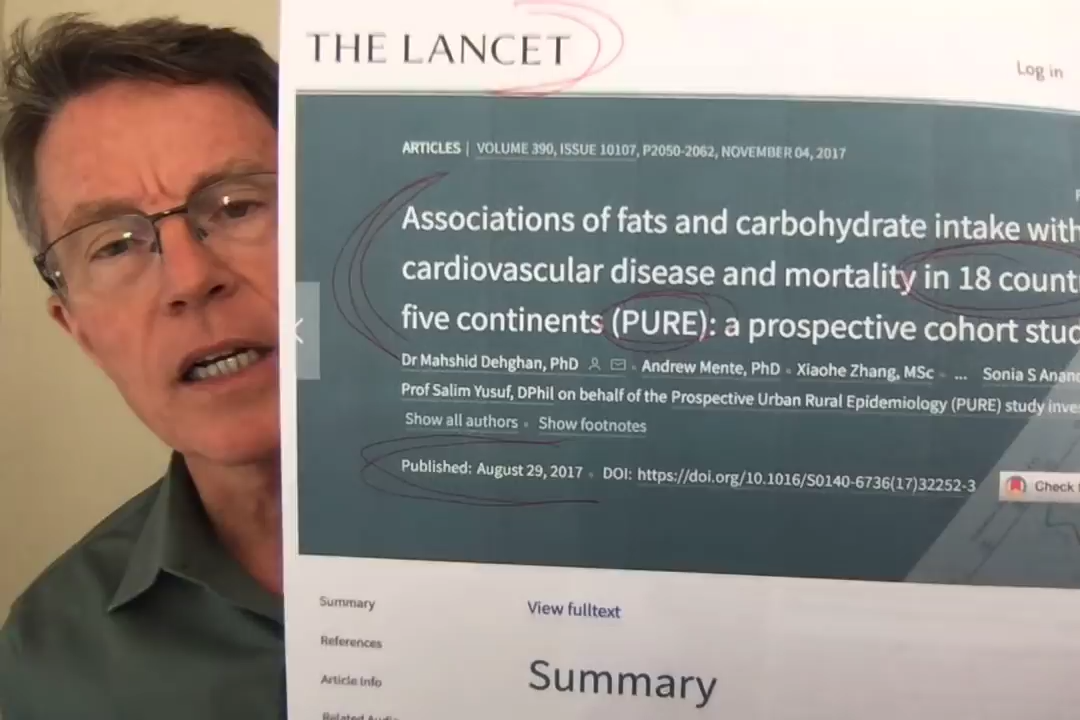 THE LANCET
Log in
ARTICLES | VOLUME 390, ISSUE 10107, P2050-2062, NOVEMBER 04, 2017
Associations of fats and carbohydrate intake with
cardiovascular disease and mortality in 18 count
five continents (PURE): a prospective cohort stud
Dr Mahshid Dehghan, PhD Andrew Mente, PhD • Xiaohe Zhang, MSc • ... Sonia S Anand
Prof Salim Yusuf, DPhil on behalf of the Prospective Urban Rural Epidemiology (PURE) study inve
Show all authors • Show footnotes
Published: August 29, 2017 • DOI: https://doi.org/10.1016/S0140-6736(17)32252-3
Check
Summary
View fulltext
References
Article Info
Summary
Related